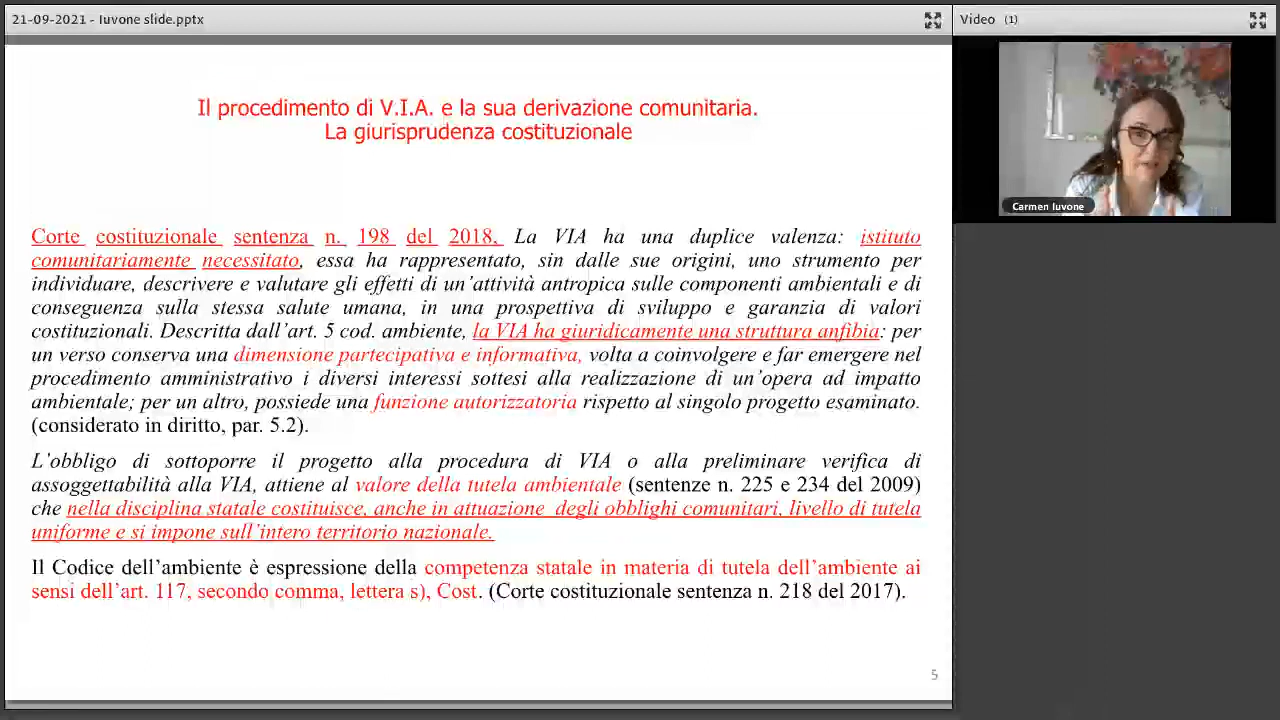 21-09-2021 - Iuvone slide.pptx
Video (1)
Carmen Iuvone
Il procedimento di V.I.A. e la sua derivazione comunitaria.
La giurisprudenza costituzionale
Corte costituzionale sentenza n. 198 del 2018. La VIA ha una duplice valenza: istituto
comunitariamente necessitato, essa ha rappresentato, sin dalle sue origini, uno strumento per
individuare, descrivere e valutare gli effetti di un’attività antropica sulle componenti ambientali e di
conseguenza sulla stessa salute umana, in una prospettiva di sviluppo e garanzia di valori
costituzionali. Descritta dall’art. 5 cod. ambiente, la VIA ha giuridicamente una struttura anfibia: per
un verso conserva una dimensione partecipativa e informativa, volta a coinvolgere e far emergere nel
procedimento amministrativo i diversi interessi sottesi alla realizzazione di un’opera ad impatto
ambientale; per un altro, possiede una funzione autorizzatoria rispetto al singolo progetto esaminato.
(considerato in diritto, par. 5.2).
L’obbligo di sottoporre il progetto alla procedura di VIA o alla preliminare verifica di
assoggettabilità alla VIA, attiene al valore della tutela ambientale (sentenze n. 225 e 234 del 2009)
che nella disciplina statale costituisce, anche in attuazione degli obblighi comunitari, livello di tutela
uniforme e si impone sull’intero territorio nazionale.
Il Codice dell’ambiente è espressione della competenza statale in materia di tutela dell’ambiente ai
sensi dell’art. 117, secondo comma, lettera s), Cost. (Corte costituzionale sentenza n. 218 del 2017).
5